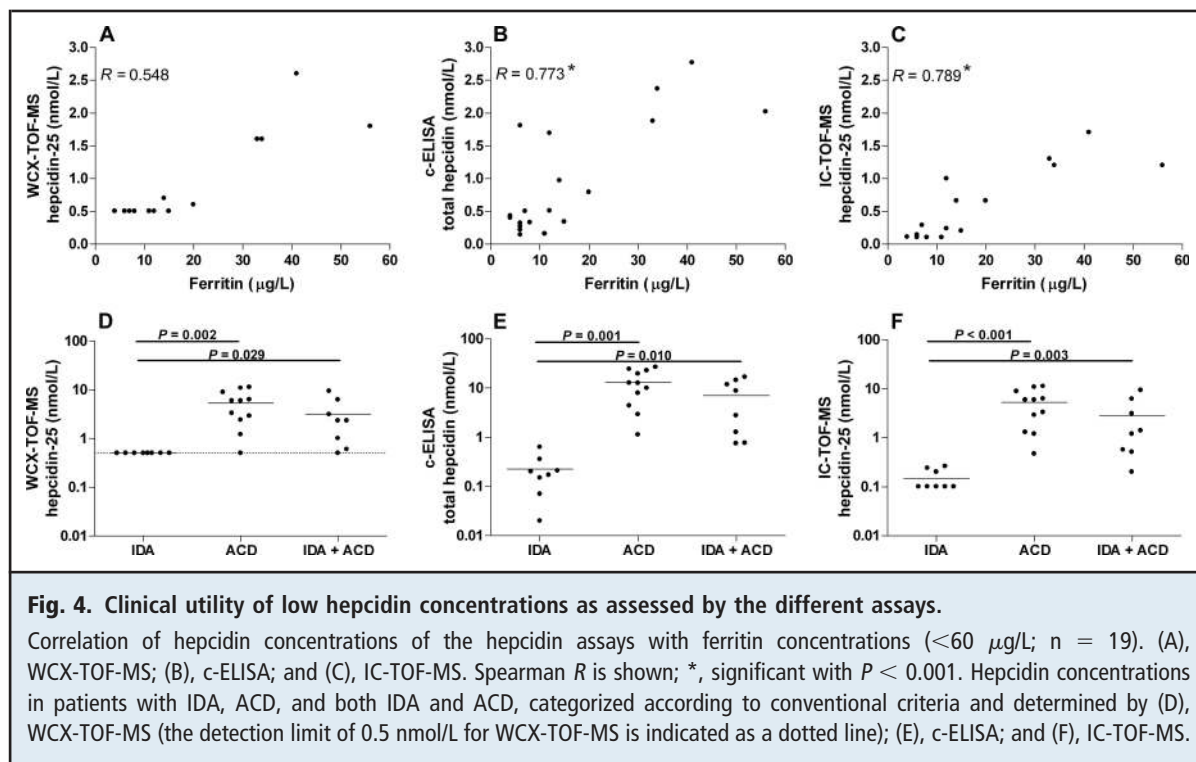 A
WCX-TOF-MS
hepcidin-25 (nmol/L)
3.0
2.5
2.0
1.5
1.0
0.5
0.0
R = 0.548
0 10 20 30 40 50 60
Ferritin (μg/L)
B
c-ELISA
total hepcidin (nmol/L)
3.0
2.5
2.0
1.5
1.0
0.5
0.0
R = 0.773 *
0 10 20 30 40 50 60
Ferritin (μg/L)
C
IC-TOF-MS
hepcidin-25 (nmol/L)
3.0
2.5
2.0
1.5
1.0
0.5
0.0
R = 0.789 *
0 10 20 30 40 50 60
Ferritin (μg/L)
D
WCX-TOF-MS
hepcidin-25 (nmol/L)
100
10
1
0.1
0.01
P = 0.002
P = 0.029
IDA ACD IDA + ACD
E
c-ELISA
total hepcidin (nmol/L)
100
10
1
0.1
0.01
P = 0.001
P = 0.010
IDA ACD IDA + ACD
F
IC-TOF-MS
hepcidin-25 (nmol/L)
100
10
1
0.1
0.01
P < 0.001
P = 0.003
IDA ACD IDA + ACD
Fig. 4. Clinical utility of low hepcidin concentrations as assessed by the different assays.
Correlation of hepcidin concentrations of the hepcidin assays with ferritin concentrations (<60 μg/L; n = 19). (A),
WCX-TOF-MS; (B), c-ELISA; and (C), IC-TOF-MS. Spearman R is shown; *, significant with P < 0.001. Hepcidin concentrations
in patients with IDA, ACD, and both IDA and ACD, categorized according to conventional criteria and determined by (D),
WCX-TOF-MS (the detection limit of 0.5 nmol/L for WCX-TOF-MS is indicated as a dotted line); (E), c-ELISA; and (F), IC-TOF-MS.